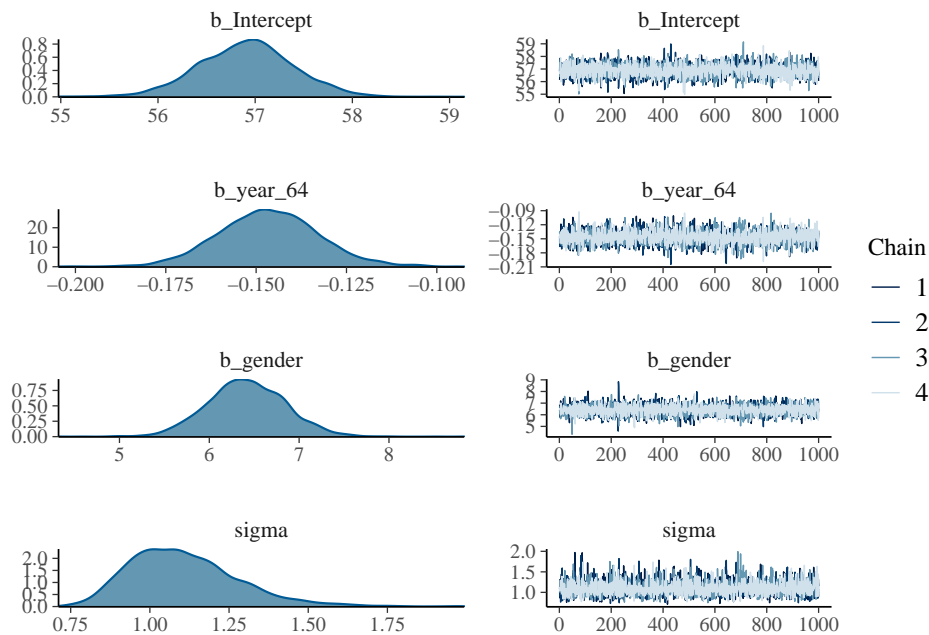 b_Intercept
0.8
0.6
0.4
0.2
0.0
55 56 57 58 59
b_Intercept
59
58
57
56
55
0 200 400 600 800 1000
b_year_64
20
10
0
−0.200 −0.175 −0.150 −0.125 −0.100
b_year_64
−0.09
−0.12
−0.15
−0.18
−0.21
0 200 400 600 800 1000
b_gender
0.75
0.50
0.25
0.00
5 6 7 8
b_gender
9
8
7
6
5
0 200 400 600 800 1000
sigma
2.0
1.5
1.0
0.5
0.0
0.75 1.00 1.25 1.50 1.75
sigma
2.0
1.5
1.0
0 200 400 600 800 1000
Chain
1
2
3
4